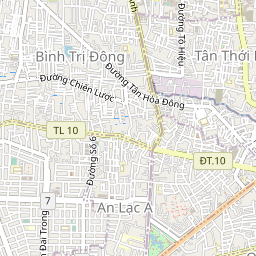 Đường Tô Hiệu
Bình Trị Đông
Tân Thới
Đường Chiến Lược
Đường Tân Hòa Đông
TL 10
Đường Số 6
ĐT.10
7
An Lạc A